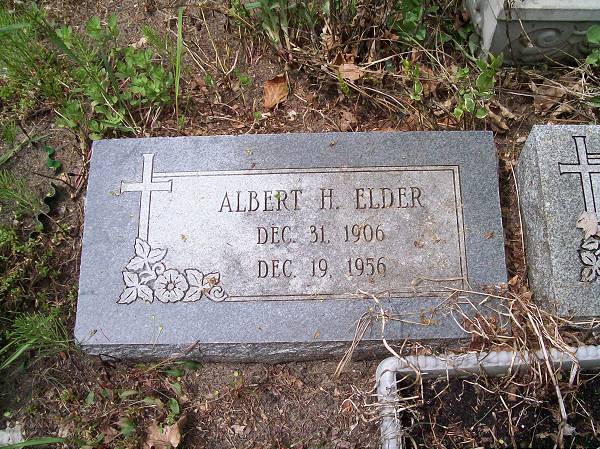 ALBERT H. ELDER
DEC. 31, 1906
DEC. 19, 1956